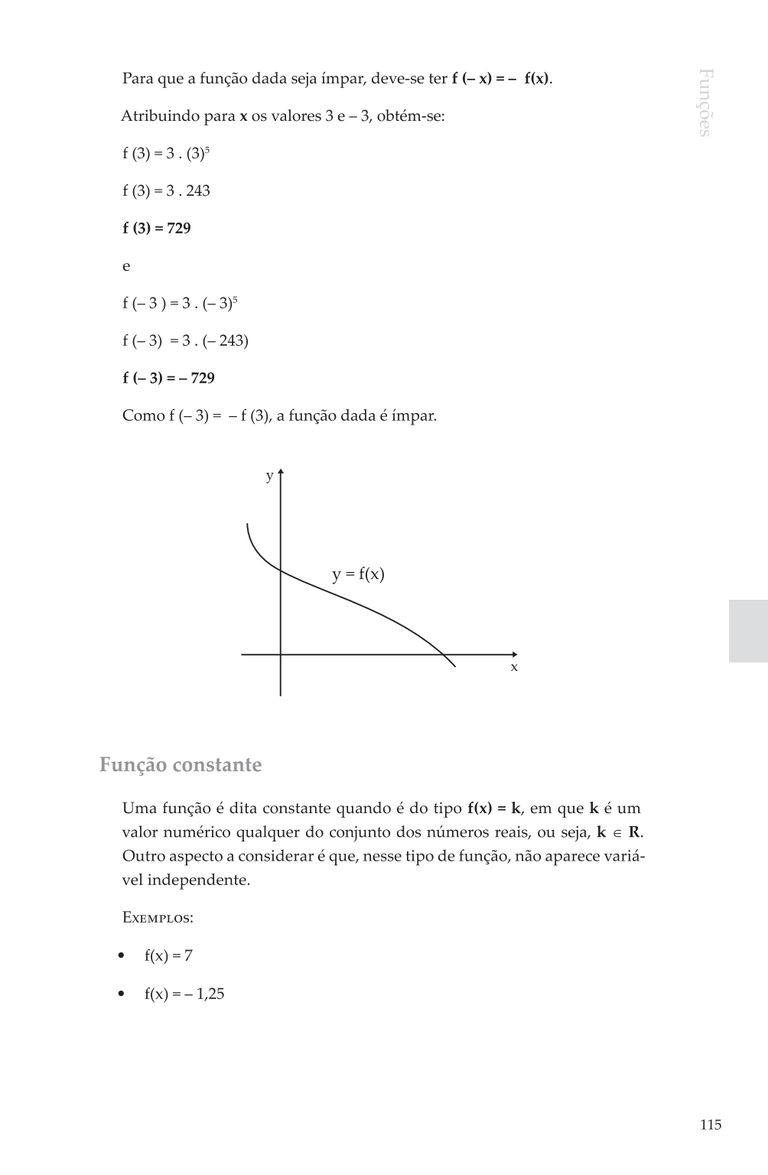 Funções
Para que a função dada seja ímpar, deve-se ter f (– x) = – f(x).
Atribuindo para x os valores 3 e – 3, obtém-se:
f (3) = 3 . (3)⁵
f (3) = 3 . 243
f (3) = 729
e
f (– 3 ) = 3 . (– 3)⁵
f (– 3) = 3 . (– 243)
f (– 3) = – 729
Como f (– 3) = – f (3), a função dada é ímpar.
y
y = f(x)
x
Função constante
Uma função é dita constante quando é do tipo f(x) = k, em que k é um
valor numérico qualquer do conjunto dos números reais, ou seja, k ∈ R.
Outro aspecto a considerar é que, nesse tipo de função, não aparece variá-
vel independente.
Exemplos:
• f(x) = 7
• f(x) = – 1,25
115